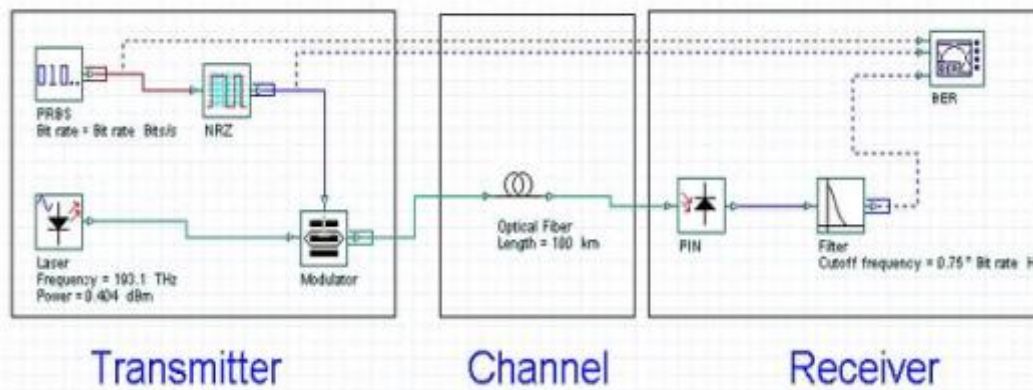 010..
PRBS
Bit rate = Bit rate Bits/s
NRZ
Laser
Frequency = 193.1 THz
Power = 0.404 dBm
Modulator
Optical Fiber
Length = 100 km
PIN
Filter
Cutoff frequency = 0.75* Bit rate H
BER
BER
Transmitter
Channel
Receiver